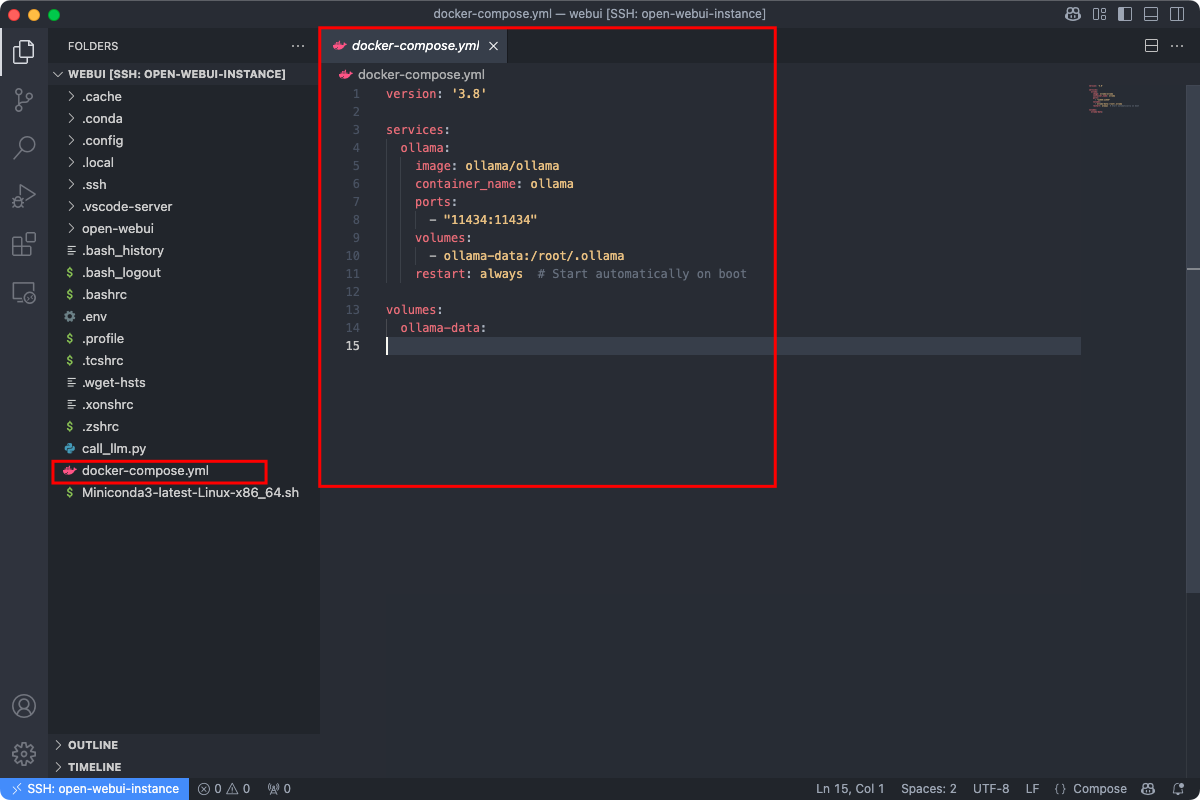 docker-compose.yml — webui [SSH: open-webui-instance]
FOLDERS
WEBUI [SSH: OPEN-WEBUI-INSTANCE]
.cache
.conda
.config
.local
.ssh
.vscode-server
open-webui
.bash_history
$ .bash_logout
$ .bashrc
.env
$ .profile
$ .tcshrc
.wget-hsts
.xonshrc
$ .zshrc
call_llm.py
docker-compose.yml
$ Miniconda3-latest-Linux-x86_64.sh
OUTLINE
TIMELINE
docker-compose.yml
docker-compose.yml
1 version: '3.8'
2
3 services:
4 ollama:
5 image: ollama/ollama
6 container_name: ollama
7 ports:
8 - "11434:11434"
9 volumes:
10 - ollama-data:/root/.ollama
11 restart: always # Start automatically on boot
12
13 volumes:
14 ollama-data:
15
SSH: open-webui-instance 0 0 0 Ln 15, Col 1 Spaces: 2 UTF-8 LF {} Compose